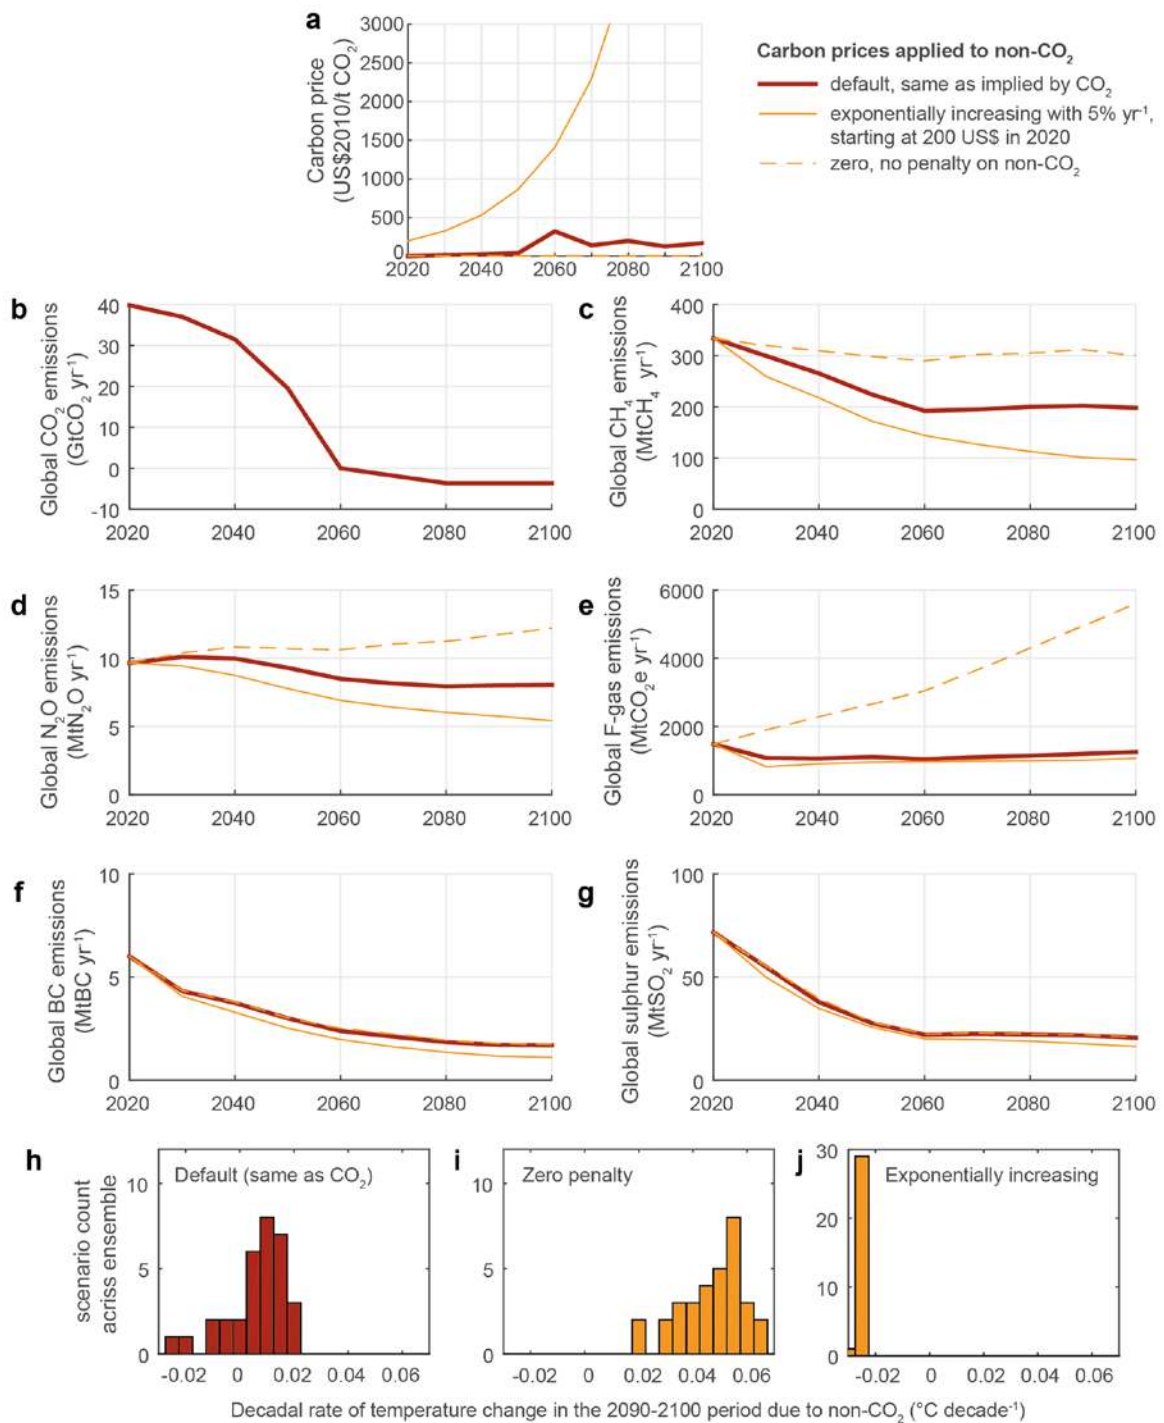 a
Carbon price
(US$2010/t CO2)
3000
2500
2000
1500
1000
500
0
2020 2040 2060 2080 2100
Carbon prices applied to non-CO2
default, same as implied by CO2
exponentially increasing with 5% yr-1,
starting at 200 US$ in 2020
zero, no penalty on non-CO2
b
Global CO2 emissions
(GtCO2 yr-1)
40
30
20
10
0
-10
2020 2040 2060 2080 2100
c
Global CH4 emissions
(MtCH4 yr-1)
400
300
200
100
0
2020 2040 2060 2080 2100
d
Global N2O emissions
(MtN2O yr-1)
15
10
5
0
2020 2040 2060 2080 2100
e
Global F-gas emissions
(MtCO2e yr-1)
6000
4000
2000
0
2020 2040 2060 2080 2100
f
Global BC emissions
(MtBC yr-1)
10
5
0
2020 2040 2060 2080 2100
g
Global sulphur emissions
(MtSO2 yr-1)
100
50
0
2020 2040 2060 2080 2100
h
Default (same as CO2)
scenario count
acriss ensemble
10
5
0
-0.02 0 0.02 0.04 0.06
i
Zero penalty
10
5
0
-0.02 0 0.02 0.04 0.06
j
Exponentially increasing
30
20
10
0
-0.02 0 0.02 0.04 0.06
Decadal rate of temperature change in the 2090-2100 period due to non-CO2 (°C decade-1)